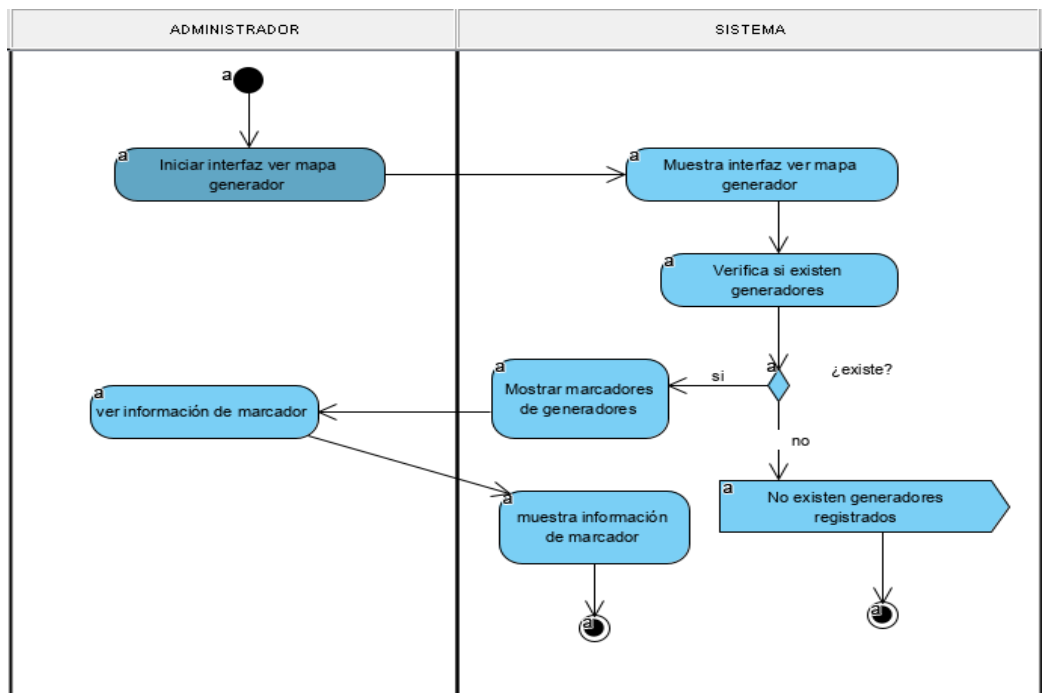 ADMINISTRADOR
SISTEMA
a
a
Iniciar interfaz ver mapa
generador
a
Muestra interfaz ver mapa
generador
a
Verifica si existen
generadores
a
¿existe?
si
no
a
Mostrar marcadores
de generadores
a
ver información de marcador
a
muestra información
de marcador
a
No existen generadores
registrados
a
a